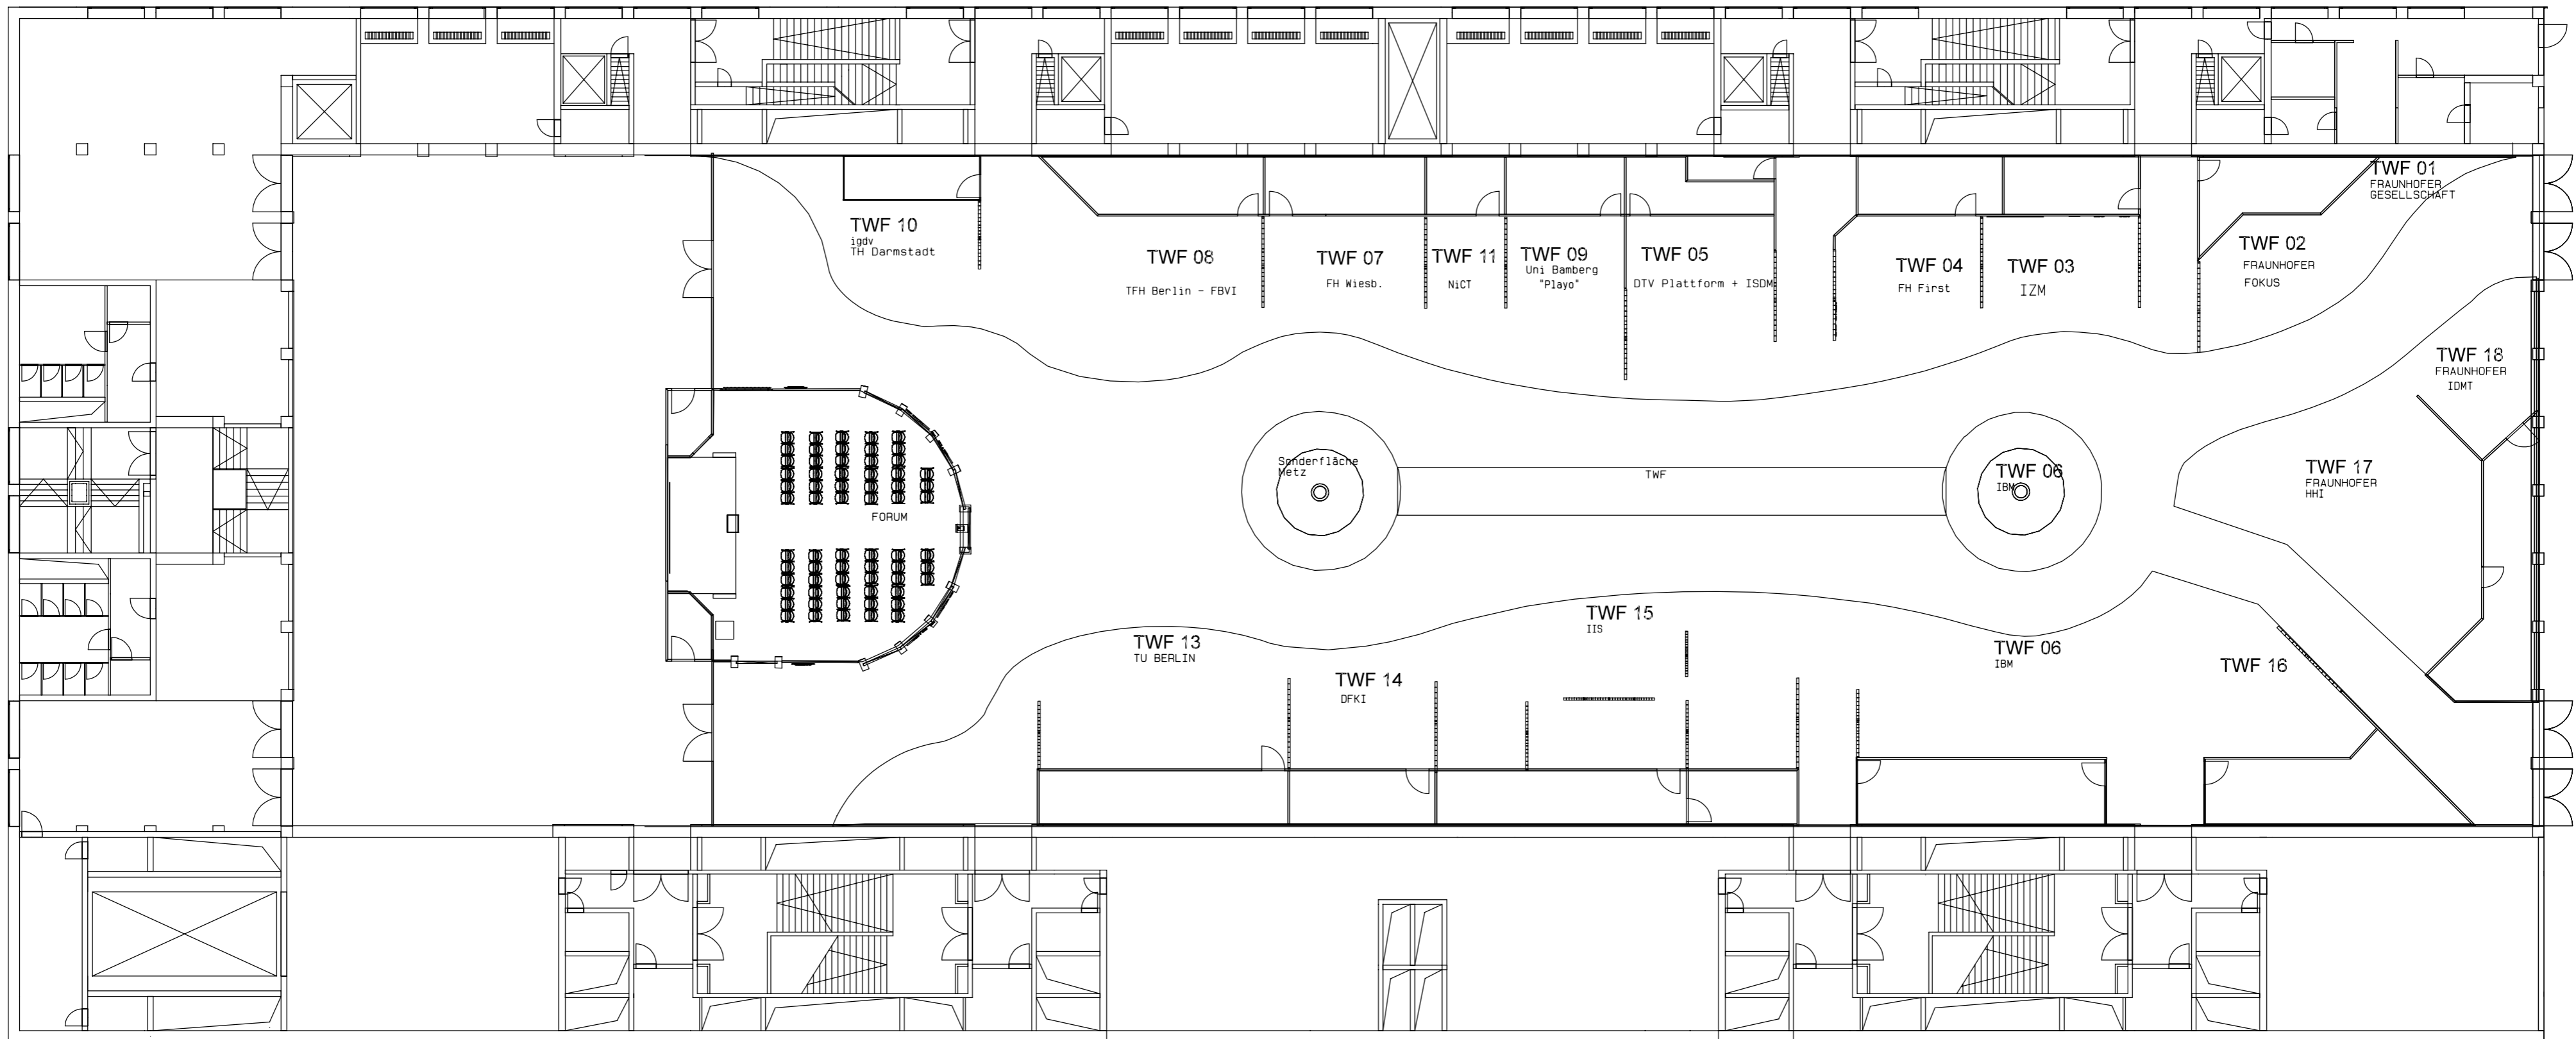 TWF 01
FRAUNHOFER
GESELLSCHAFT
TWF 10
igdv
TH Darmstadt
TWF 08
TFH Berlin - FBVI
TWF 07
FH Wiesb.
TWF 11
NiCT
TWF 09
Uni Bamberg
"Playo"
TWF 05
DTV Plattform + ISDM
TWF 04
FH First
TWF 03
IZM
TWF 02
FRAUNHOFER
FOKUS
TWF 18
FRAUNHOFER
IDMT
Sonderfläche
Metz
TWF
TWF 06
IBM
TWF 17
FRAUNHOFER
HHI
FORUM
TWF 13
TU BERLIN
TWF 14
DFKI
TWF 15
IIS
TWF 06
IBM
TWF 16